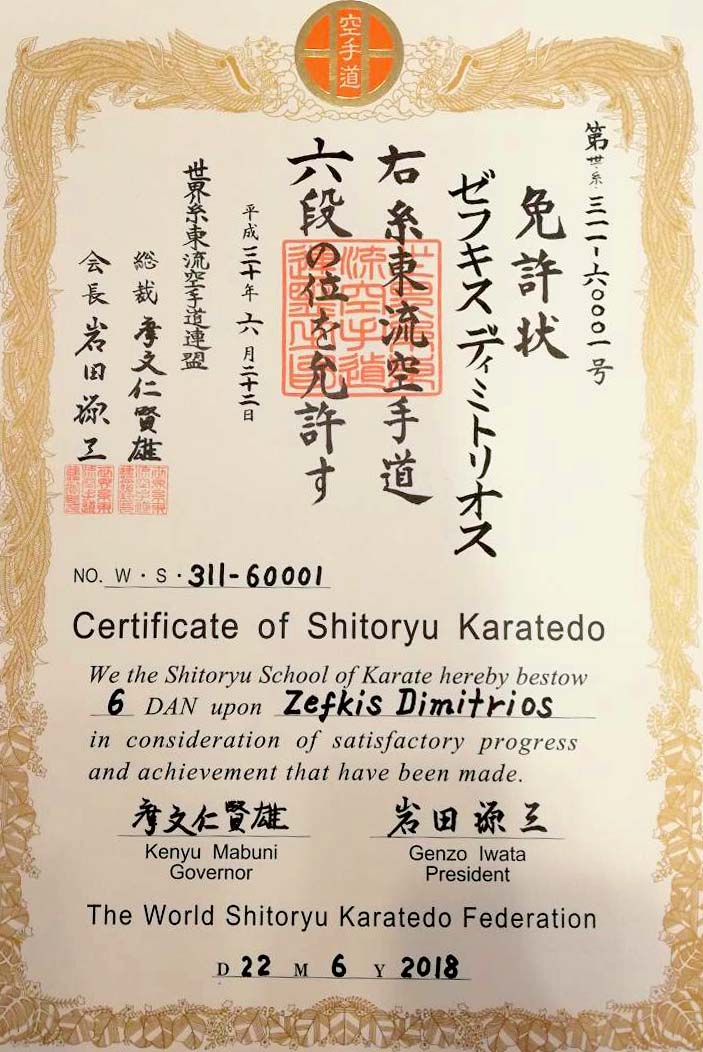 空手道
第世・糸・三一一-六〇〇〇一号
免許状
ゼフキス ディミトリオス
右糸東流空手道
六段の位を允許す
平成三十年六月二十二日
世界糸東流空手道連盟
総裁 摩文仁賢雄
会長 岩田源三
NO. W・S・311-60001
Certificate of Shitoryu Karatedo
We the Shitoryu School of Karate hereby bestow
6 DAN upon Zefkis Dimitrios
in consideration of satisfactory progress
and achievement that have been made.
摩文仁賢雄 岩田源三
Kenyu Mabuni Genzo Iwata
Governor President
The World Shitoryu Karatedo Federation
D 22 M 6 Y 2018